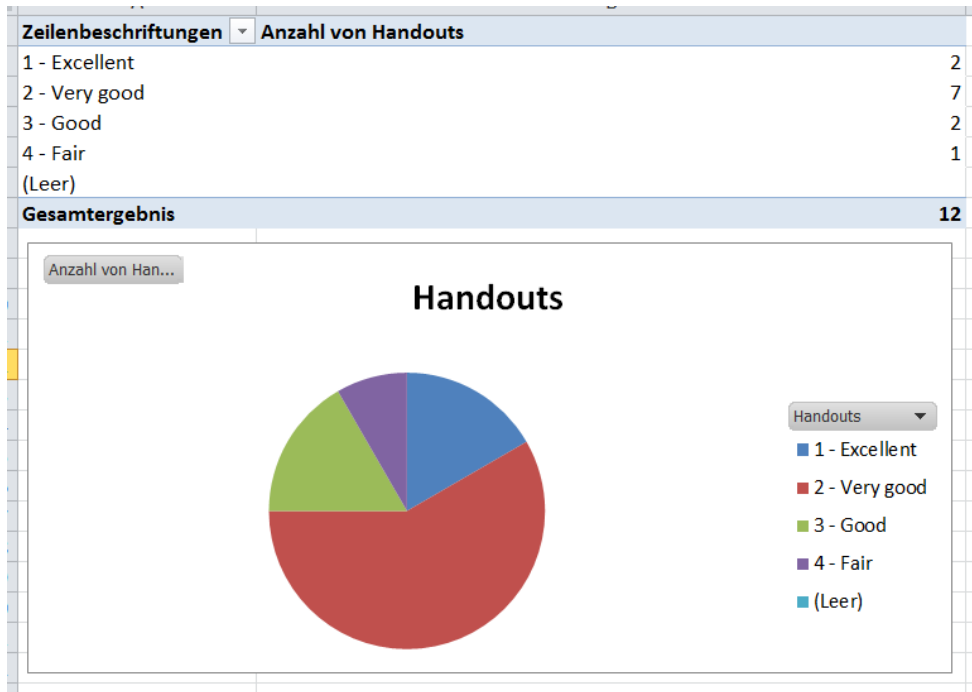 Zeilenbeschriftungen Anzahl von Handouts
1 - Excellent 2
2 - Very good 7
3 - Good 2
4 - Fair 1
(Leer)
Gesamtergebnis 12
Anzahl von Han...
Handouts
Handouts
1 - Excellent
2 - Very good
3 - Good
4 - Fair
(Leer)